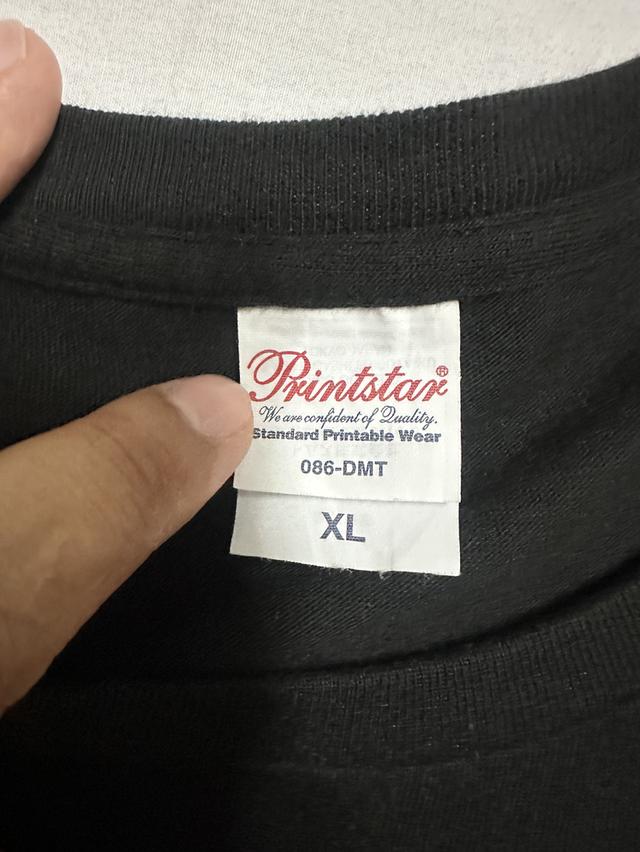 Printstar®
We are confident of Quality.
Standard Printable Wear
086-DMT
XL